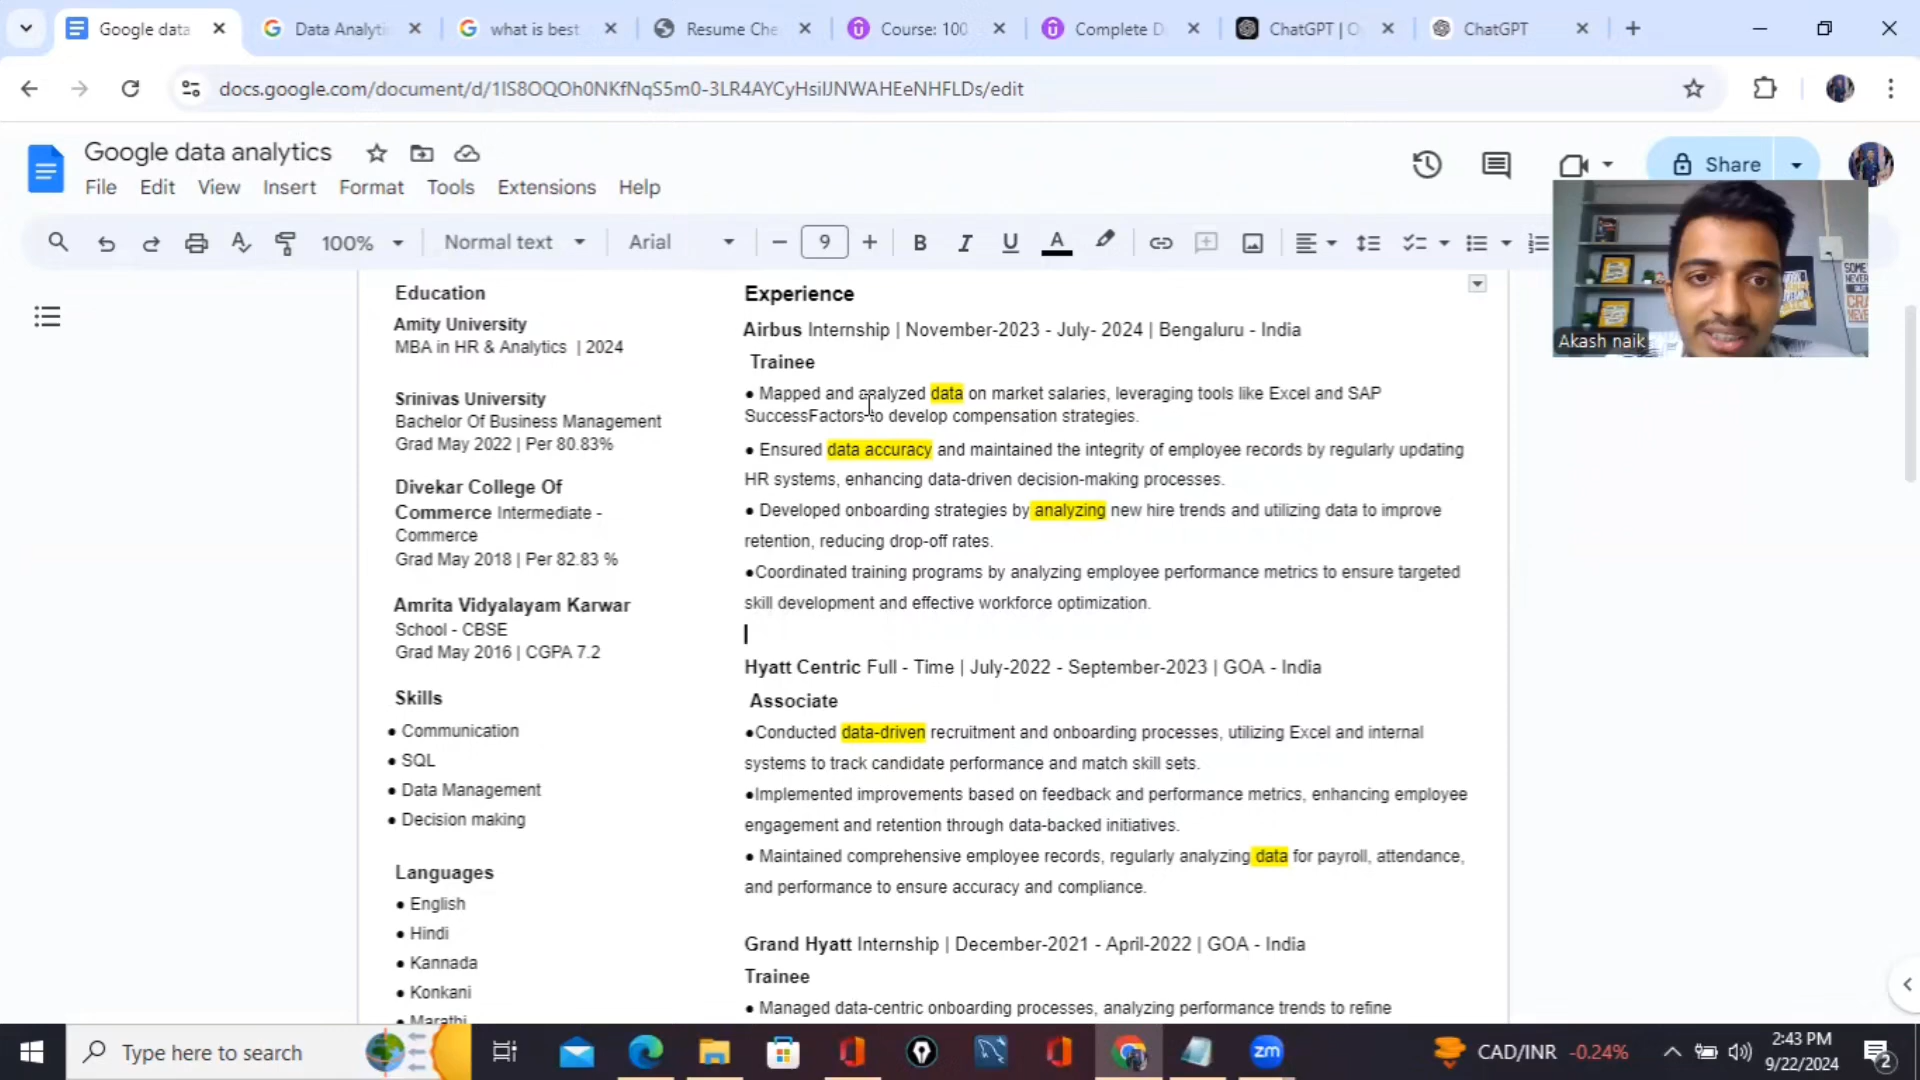 Google data
Data Analyti
what is best
Resume Che
Course: 100
Complete D
ChatGPT | O
ChatGPT
docs.google.com/document/d/1lS8OQOh0NKfNqS5m0-3LR4AYCyHsilJNWAHEeNHFLDs/edit
Google data analytics
Share
File Edit View Insert Format Tools Extensions Help
100% Normal text Arial 9 B I U A
Education
Amity University
MBA in HR & Analytics | 2024
Srinivas University
Bachelor Of Business Management
Grad May 2022 | Per 80.83%
Divekar College Of
Commerce Intermediate -
Commerce
Grad May 2018 | Per 82.83 %
Amrita Vidyalayam Karwar
School - CBSE
Grad May 2016 | CGPA 7.2
Skills
● Communication
● SQL
● Data Management
● Decision making
Languages
● English
● Hindi
● Kannada
● Konkani
● Marathi
Experience
Airbus Internship | November-2023 - July- 2024 | Bengaluru - India
Trainee
● Mapped and analyzed data on market salaries, leveraging tools like Excel and SAP
SuccessFactors to develop compensation strategies.
● Ensured data accuracy and maintained the integrity of employee records by regularly updating
HR systems, enhancing data-driven decision-making processes.
● Developed onboarding strategies by analyzing new hire trends and utilizing data to improve
retention, reducing drop-off rates.
●Coordinated training programs by analyzing employee performance metrics to ensure targeted
skill development and effective workforce optimization.
Hyatt Centric Full - Time | July-2022 - September-2023 | GOA - India
Associate
●Conducted data-driven recruitment and onboarding processes, utilizing Excel and internal
systems to track candidate performance and match skill sets.
●Implemented improvements based on feedback and performance metrics, enhancing employee
engagement and retention through data-backed initiatives.
● Maintained comprehensive employee records, regularly analyzing data for payroll, attendance,
and performance to ensure accuracy and compliance.
Grand Hyatt Internship | December-2021 - April-2022 | GOA - India
Trainee
● Managed data-centric onboarding processes, analyzing performance trends to refine
SOME
NEVER
BUT
CRA
NEVE
Akash naik
Type here to search
zm
CAD/INR -0.24%
2:43 PM
9/22/2024
2